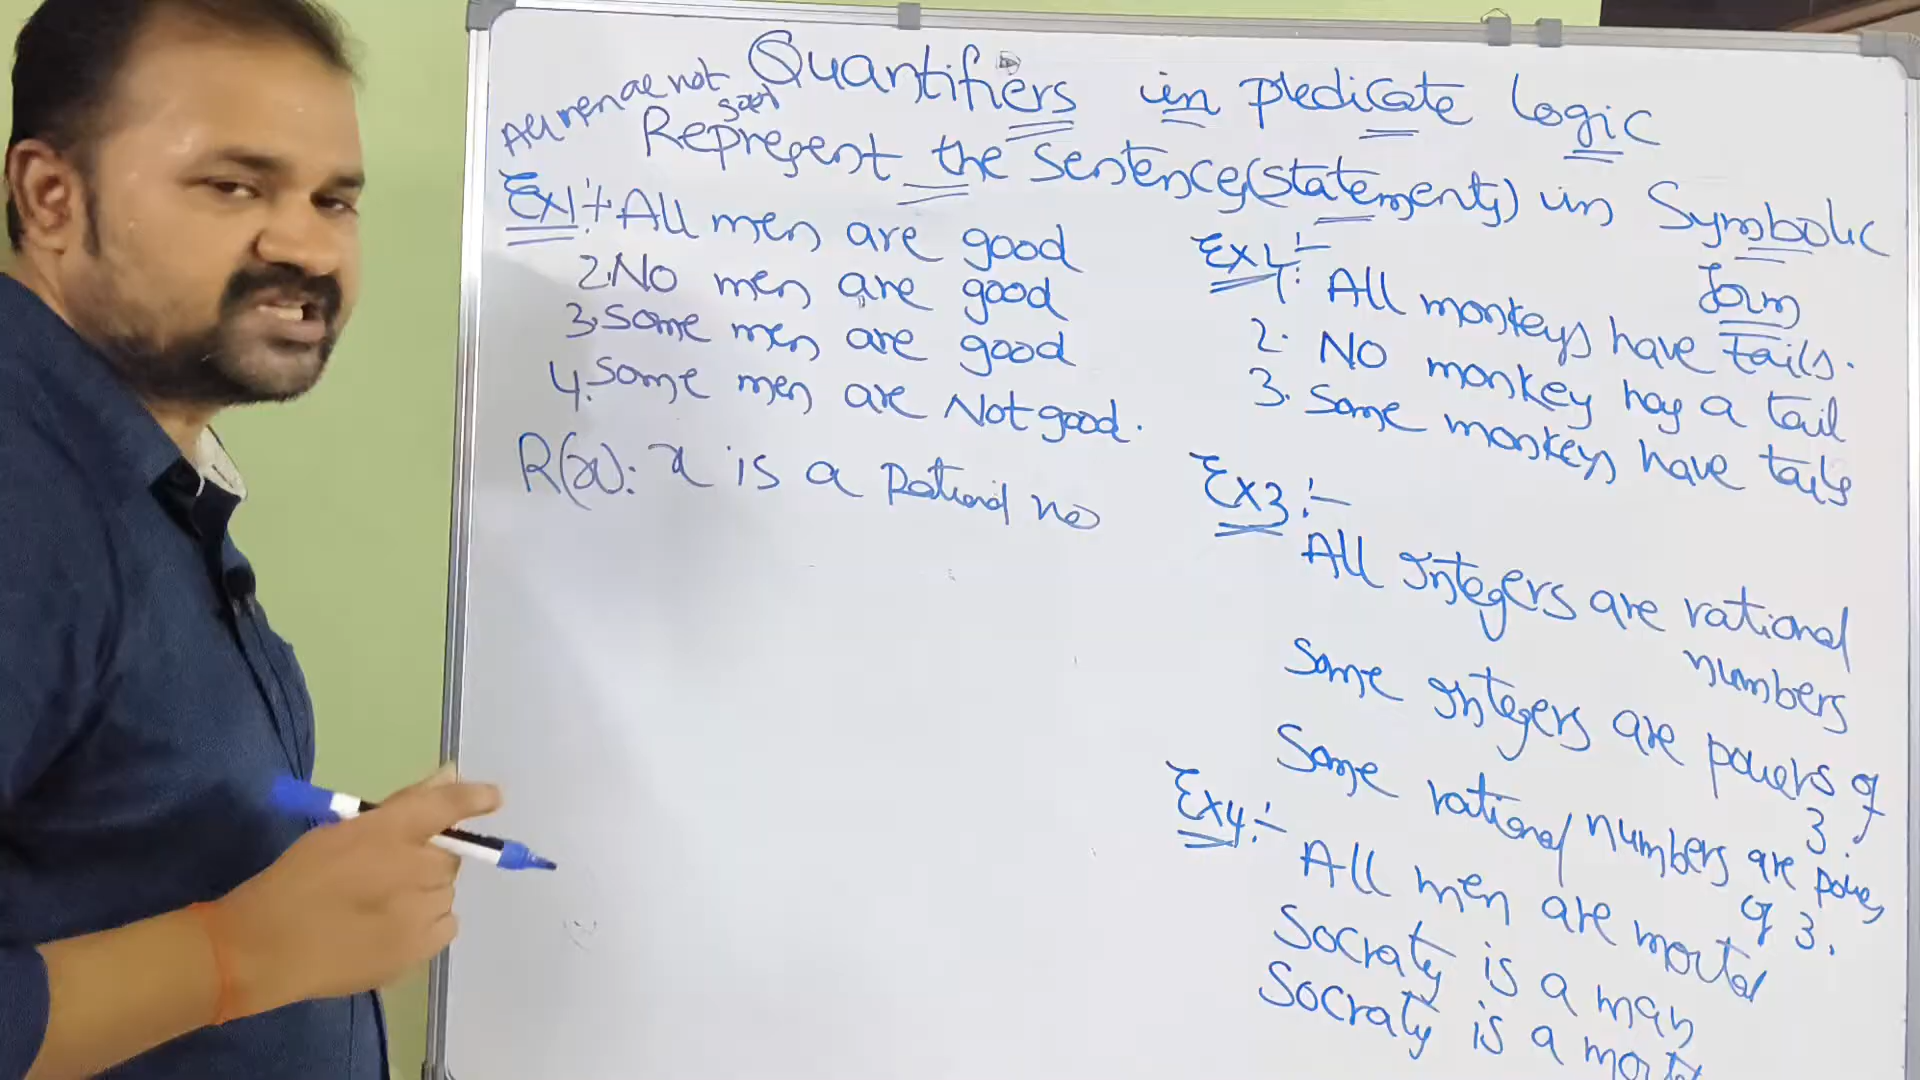 Quantifiers in predicate logic
All men are not good
Represent the Sentence(statements) in Symbolic form
Ex1:- All men are good
2. No men are good
3. Some men are good
4. Some men are Not good.
R(x): x is a Rational no
Ex2:-
1. All monkeys have tails.
2. NO monkey has a tail
3. Some monkeys have tails
Ex3:-
All integers are rational
numbers
Some integers are powers of
3.
Some rational numbers are powers
of 3.
Ex4:-
All men are mortal
Socrates is a man
Socrates is a